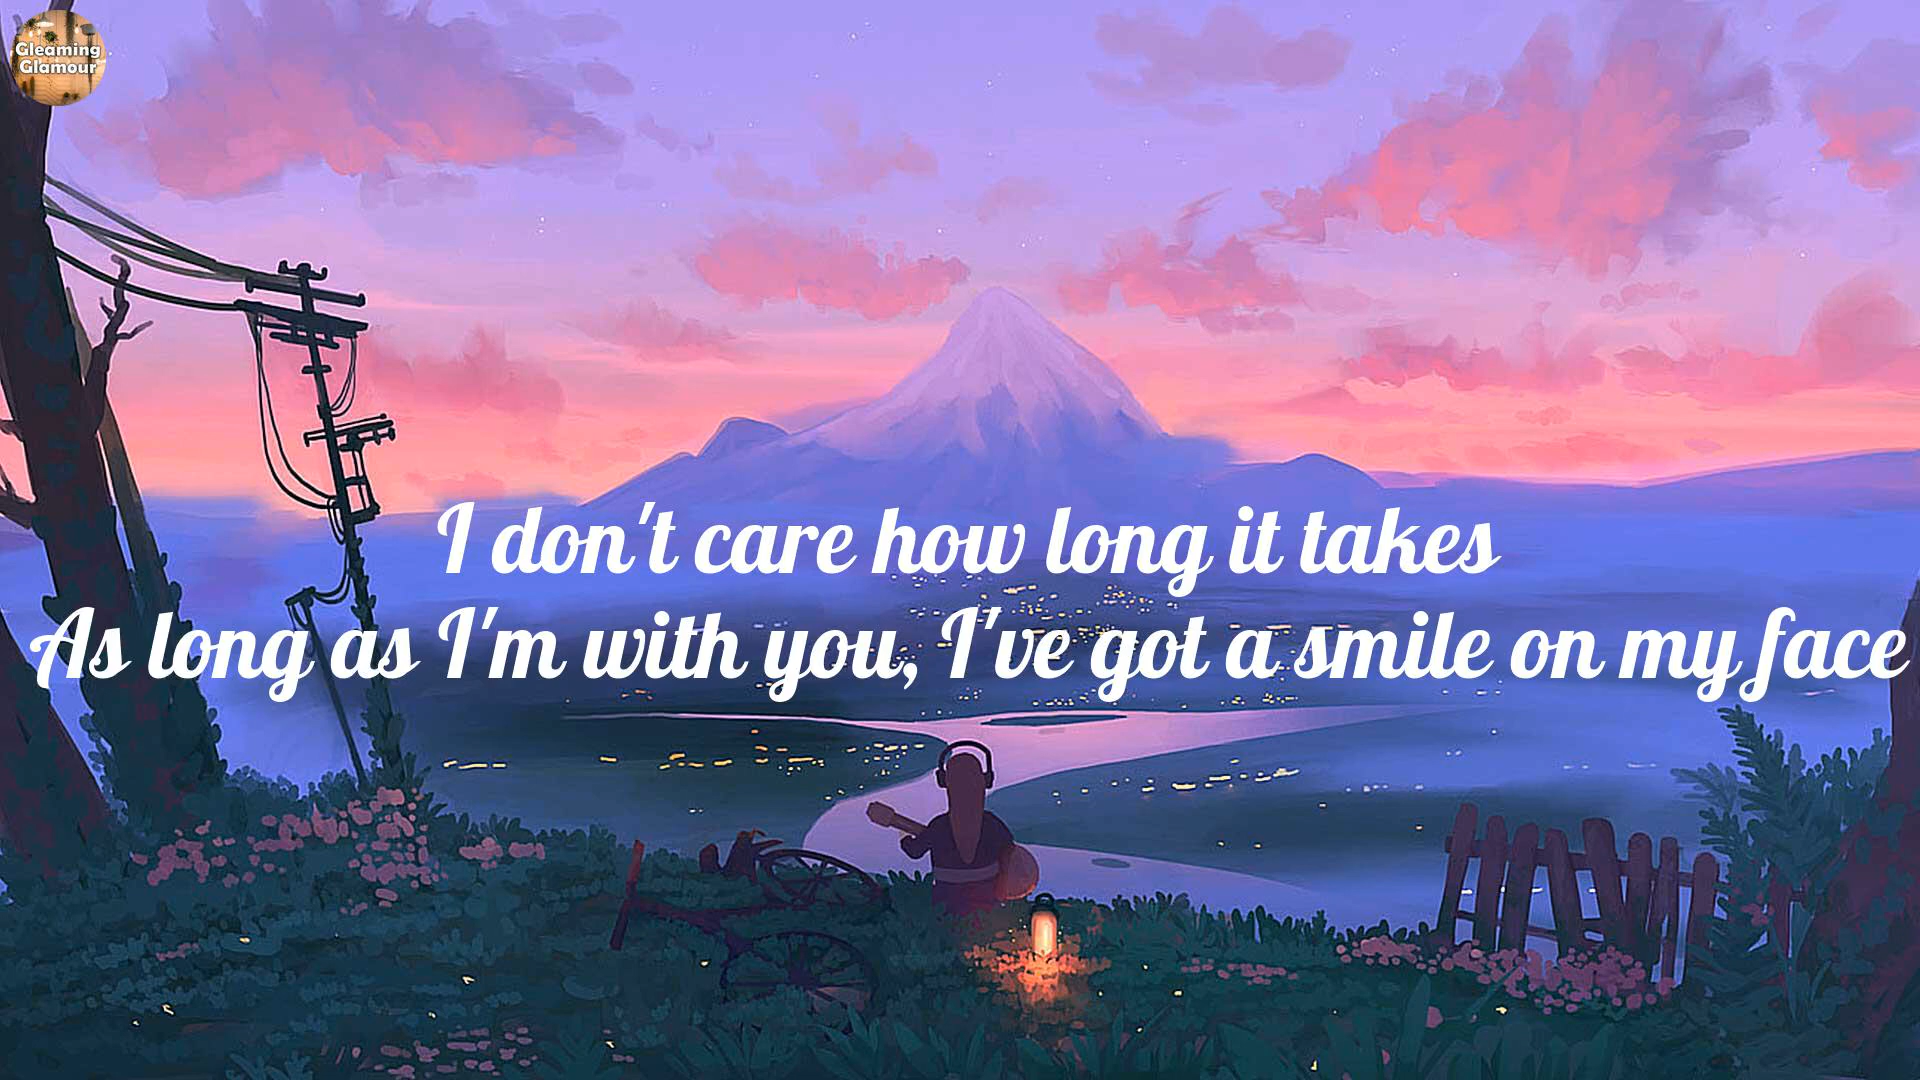 Gleaming
Glamour
I don't care how long it takes
As long as I'm with you, I've got a smile on my face